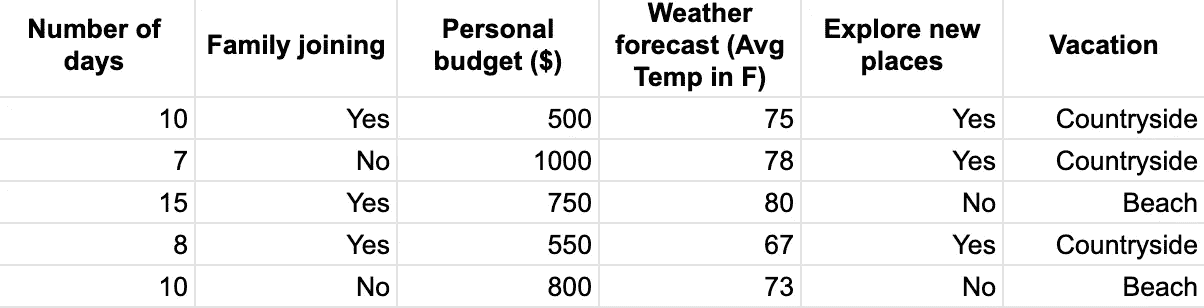 Number of days Family joining Personal budget ($) Weather forecast (Avg Temp in F) Explore new places Vacation
10 Yes 500 75 Yes Countryside
7 No 1000 78 Yes Countryside
15 Yes 750 80 No Beach
8 Yes 550 67 Yes Countryside
10 No 800 73 No Beach